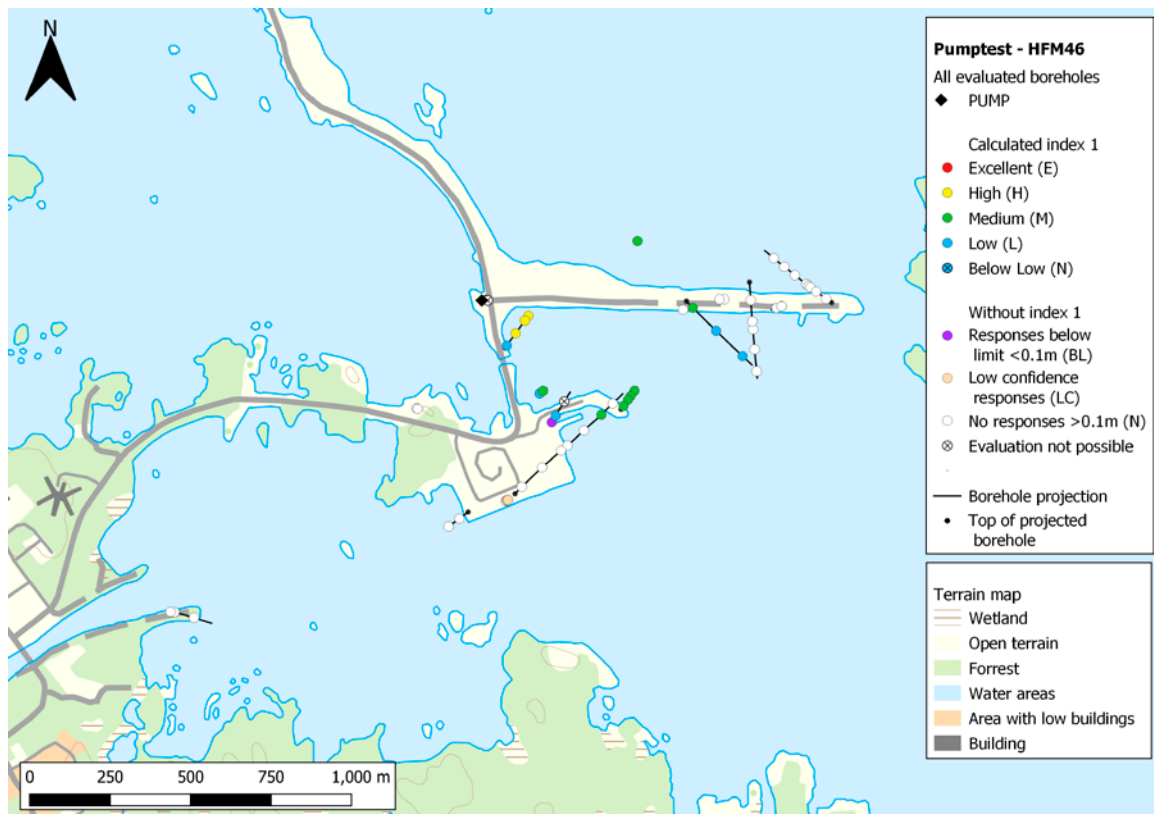 N
Pumptest - HFM46
All evaluated boreholes
PUMP
Calculated index 1
Excellent (E)
High (H)
Medium (M)
Low (L)
Below Low (N)
Without index 1
Responses below
limit <0.1m (BL)
Low confidence
responses (LC)
No responses >0.1m (N)
Evaluation not possible
Borehole projection
Top of projected
borehole
Terrain map
Wetland
Open terrain
Forrest
Water areas
Area with low buildings
Building
0 250 500 750 1,000 m